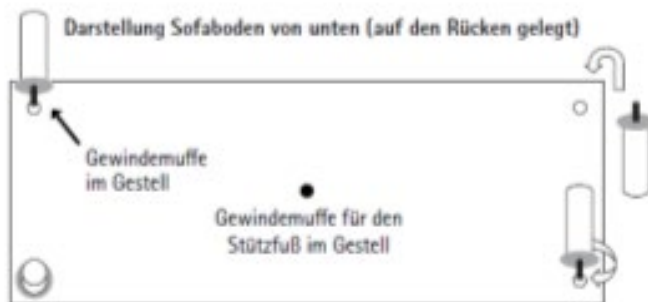 Darstellung Sofaboden von unten (auf den Rücken gelegt)
Gewindemuffe
im Gestell
Gewindemuffe für den
Stützfuß im Gestell